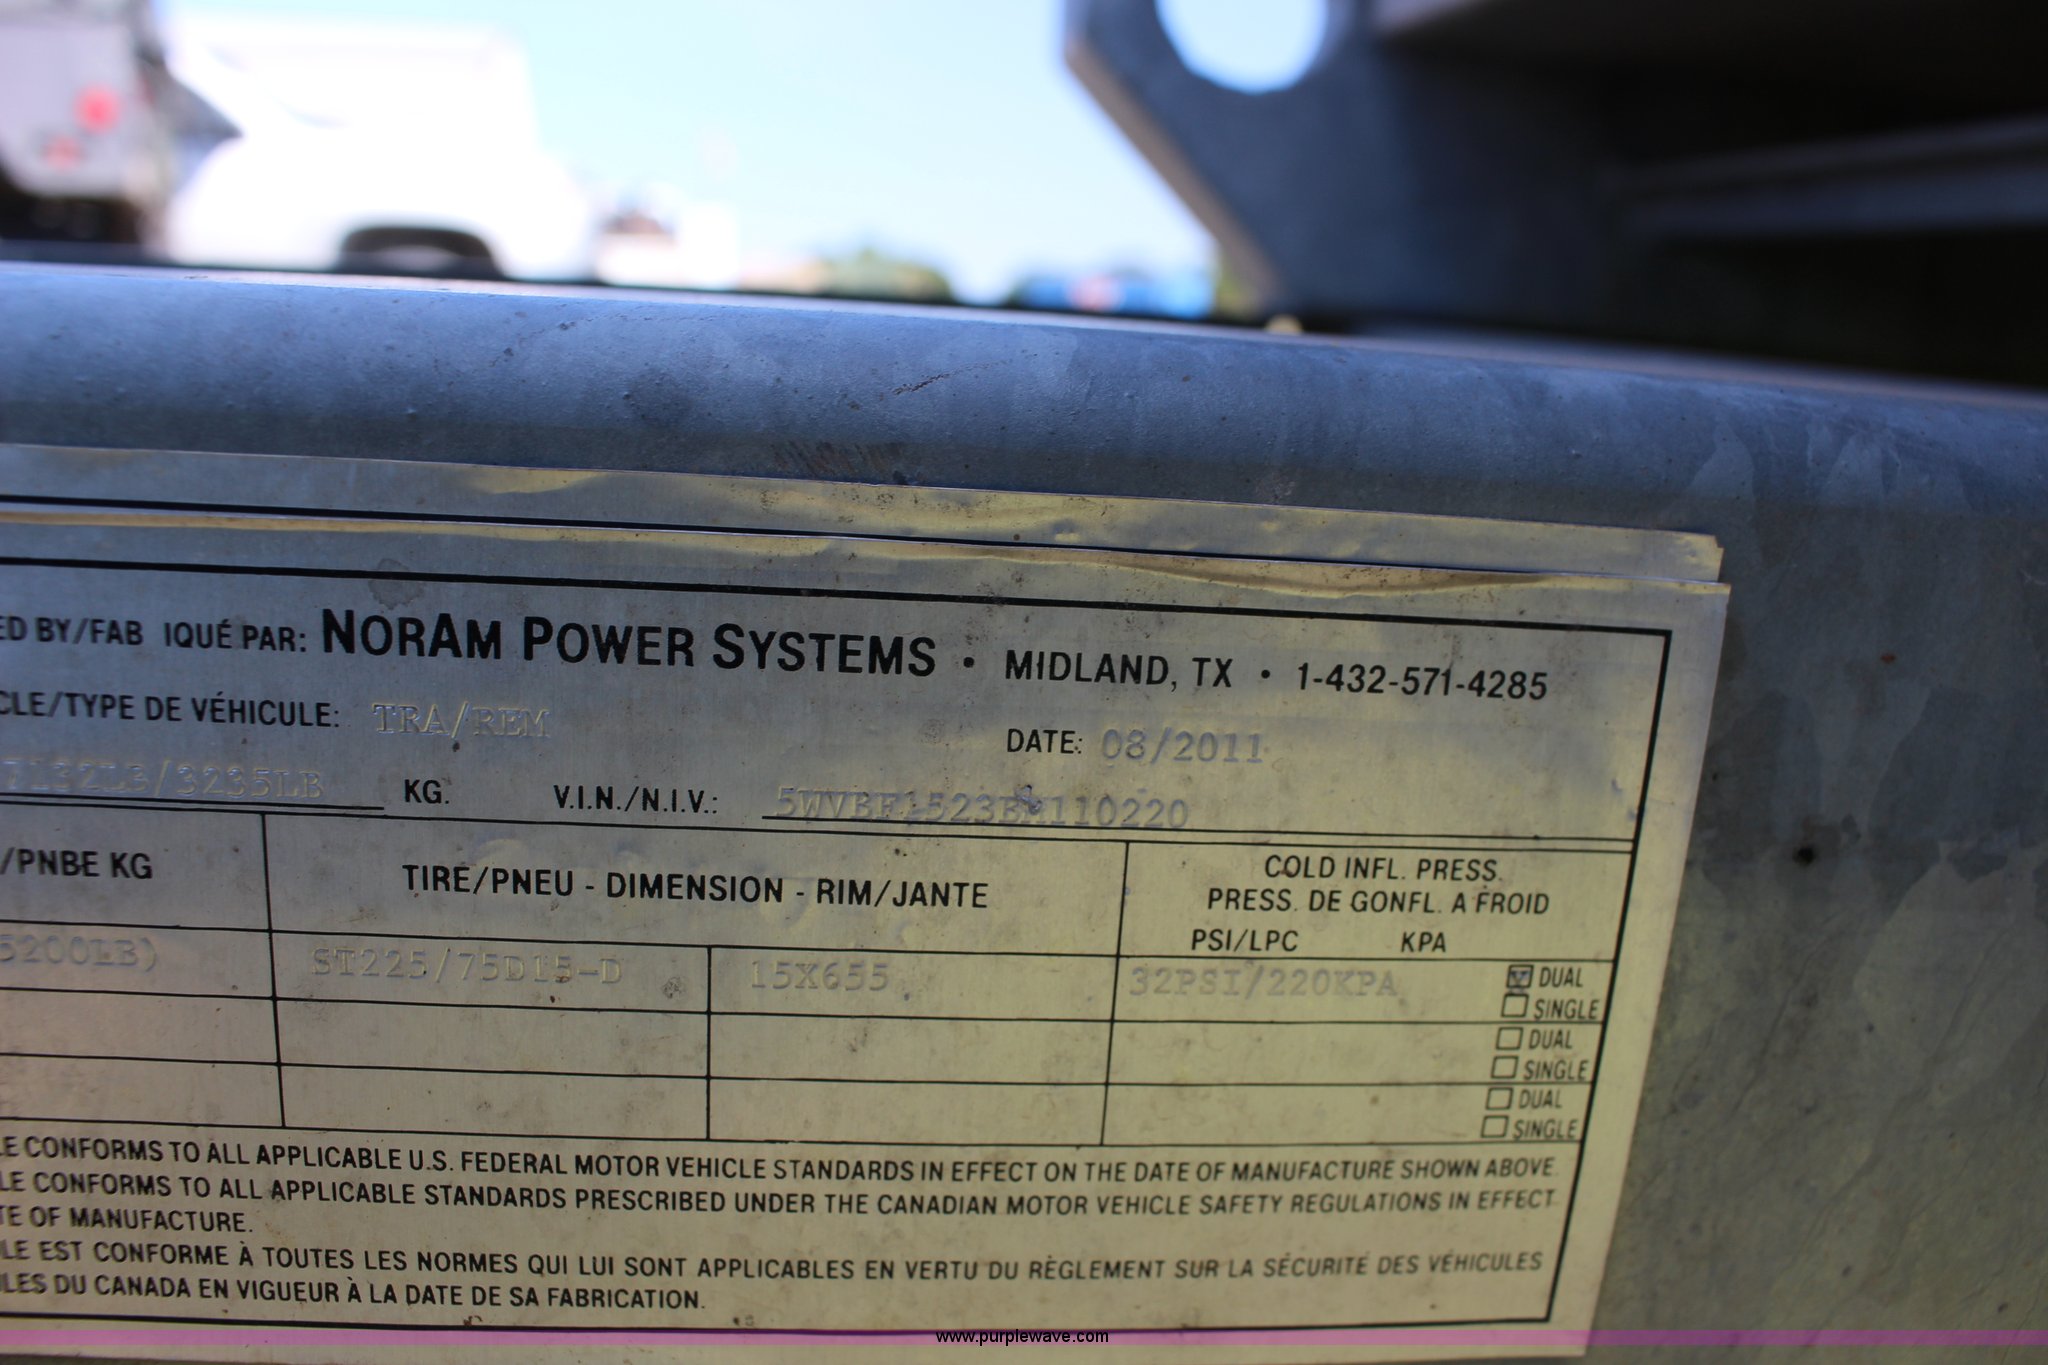 ED BY/FAB IQUÉ PAR: NORAM POWER SYSTEMS • MIDLAND, TX • 1-432-571-4285
CLE/TYPE DE VÉHICULE: TRA/REM
DATE: 08/2011
7132LB/3235LB KG. V.I.N./N.I.V.:
/PNBE KG
TIRE/PNEU - DIMENSION - RIM/JANTE
COLD INFL. PRESS.
PRESS. DE GONFL. A FROID
PSI/LPC KPA
5200LB) ST225/75D15-D 15X655 32PSI/220KPA DUAL
SINGLE
DUAL
SINGLE
DUAL
SINGLE
LE CONFORMS TO ALL APPLICABLE U.S. FEDERAL MOTOR VEHICLE STANDARDS IN EFFECT ON THE DATE OF MANUFACTURE SHOWN ABOVE.
LE CONFORMS TO ALL APPLICABLE STANDARDS PRESCRIBED UNDER THE CANADIAN MOTOR VEHICLE SAFETY REGULATIONS IN EFFECT
TE OF MANUFACTURE.
LE EST CONFORME À TOUTES LES NORMES QUI LUI SONT APPLICABLES EN VERTU DU RÈGLEMENT SUR LA SÉCURITÉ DES VÉHICULES
LES DU CANADA EN VIGUEUR À LA DATE DE SA FABRICATION.
www.purplewave.com